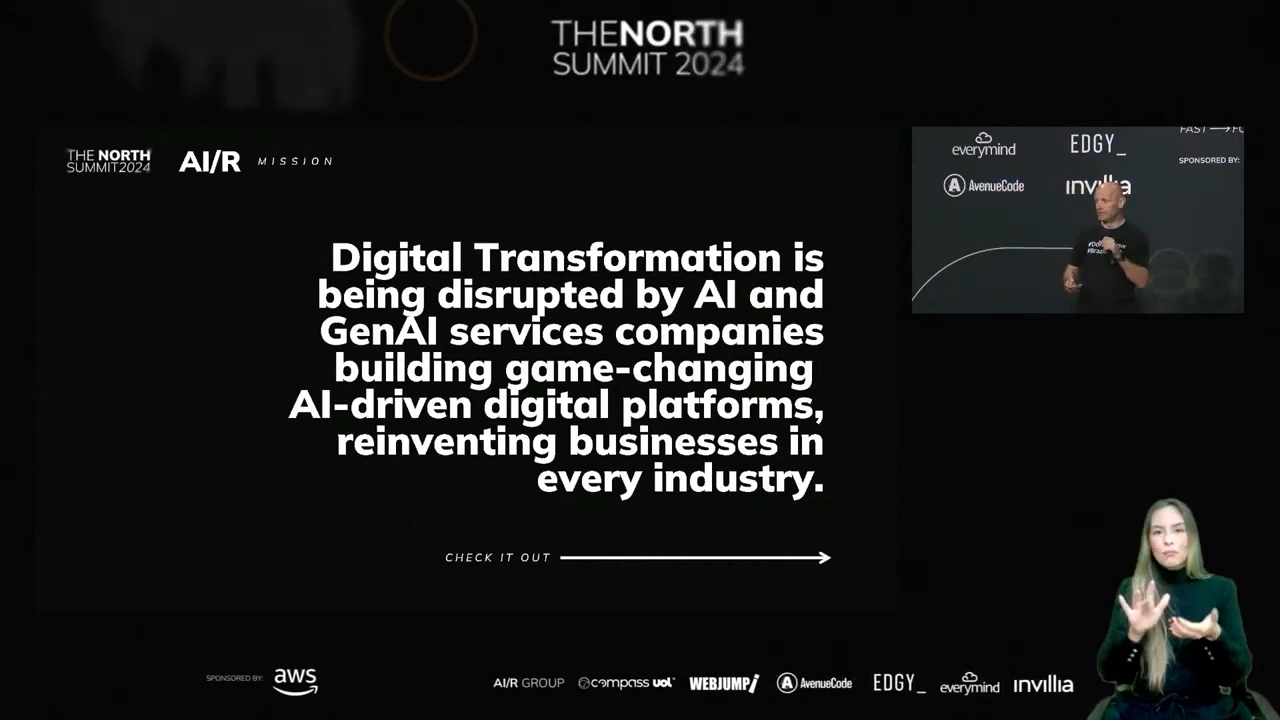 THENORTH
SUMMIT 2024
THE NORTH
SUMMIT2024
AI/R MISSION
Digital Transformation is
being disrupted by AI and
GenAI services companies
building game-changing
AI-driven digital platforms,
reinventing businesses in
every industry.
CHECK IT OUT
everymind
EDGY_
SPONSORED BY:
AvenueCode
invillia
SPONSORED BY:
aws
AI/R GROUP
compass uol
WEBJUMP
AvenueCode
EDGY_
everymind
invillia